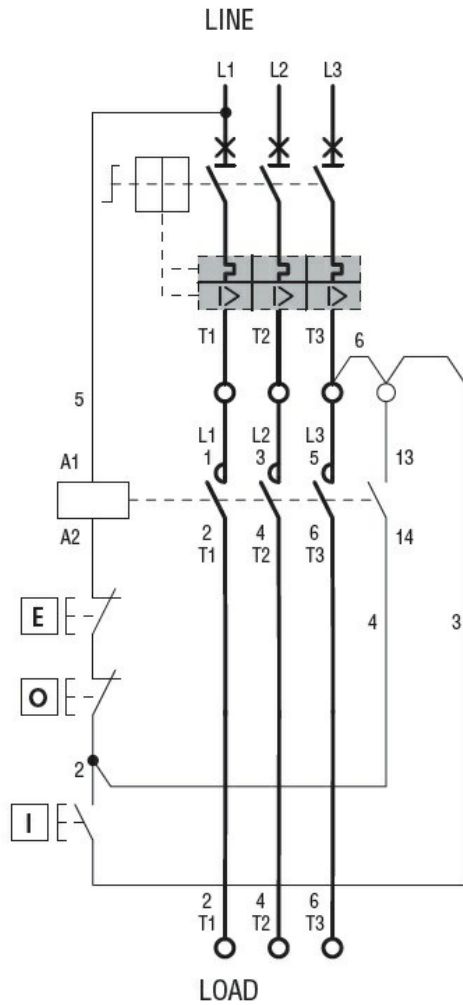 LINE
L1 L2 L3
I> I> I>
T1 T2 T3 6
5
L1 L2 L3
A1 1 3 5 13
A2 2 4 6 14
T1 T2 T3
E 4 3
O
2
I
2 4 6
T1 T2 T3
LOAD